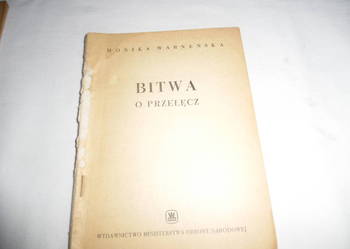 MONIKA WARNEŃSKA
BITWA
O PRZEŁĘCZ
WYDAWNICTWO MINISTERSTWA OBRONY NARODOWEJ